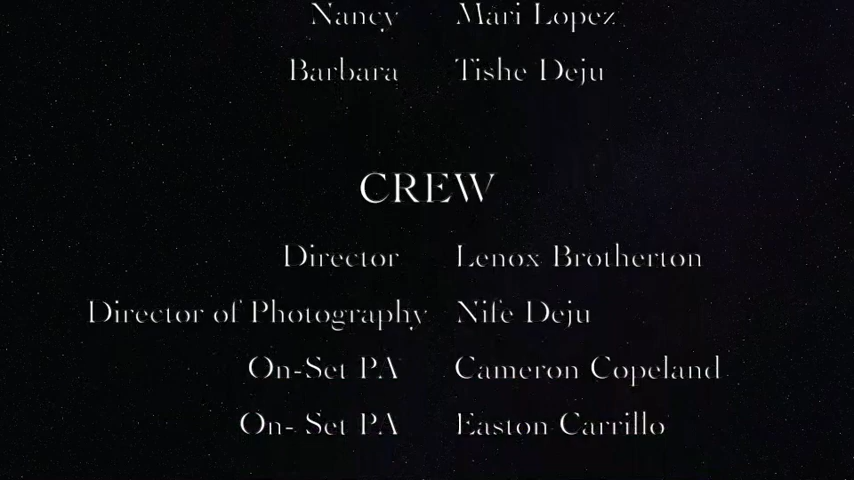 Nancy Mari Lopez
Barbara Tishe Deju
CREW
Director Lenox Brotherton
Director of Photography Nife Deju
On-Set PA Cameron Copeland
On- Set PA Easton Carrillo